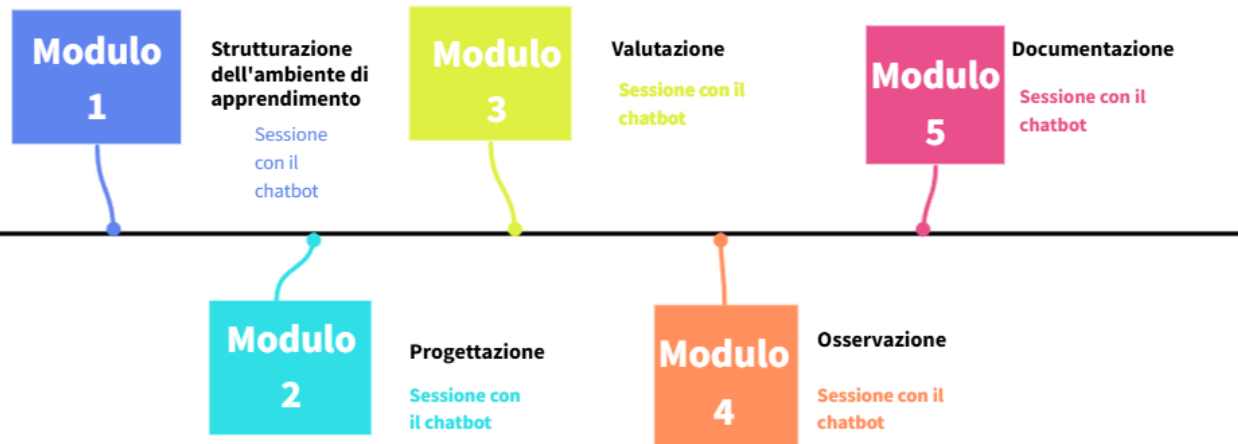 Modulo
1
Strutturazione
dell'ambiente di
apprendimento
Sessione
con il
chatbot
Modulo
2
Progettazione
Sessione con
il chatbot
Modulo
3
Valutazione
Sessione con il
chatbot
Modulo
4
Osservazione
Sessione con il
chatbot
Modulo
5
Documentazione
Sessione con il
chatbot